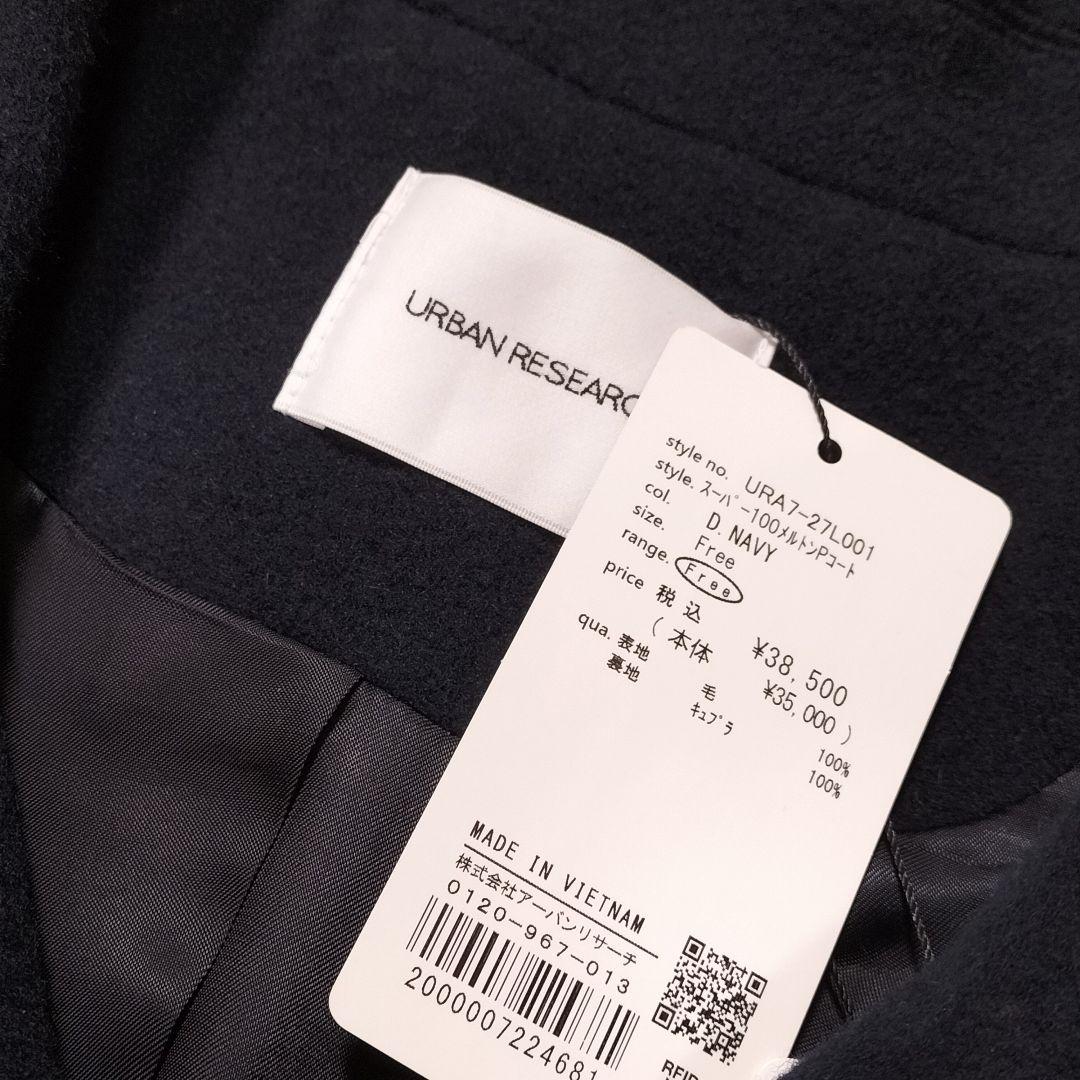 URBAN RESEARC
style no. URA7-27L001
style. ｽｰﾊﾟｰ100ﾒﾙﾄﾝPｺｰﾄ
col. D. NAVY
size. Free
range. Free
price 税 込 ¥38,500
( 本体 ¥35,000 )
qua. 表地 毛 100%
裏地 ｷｭﾌﾟﾗ 100%
MADE IN VIETNAM
株式会社アーバンリサーチ
0120-967-013
2000007224681
RFID